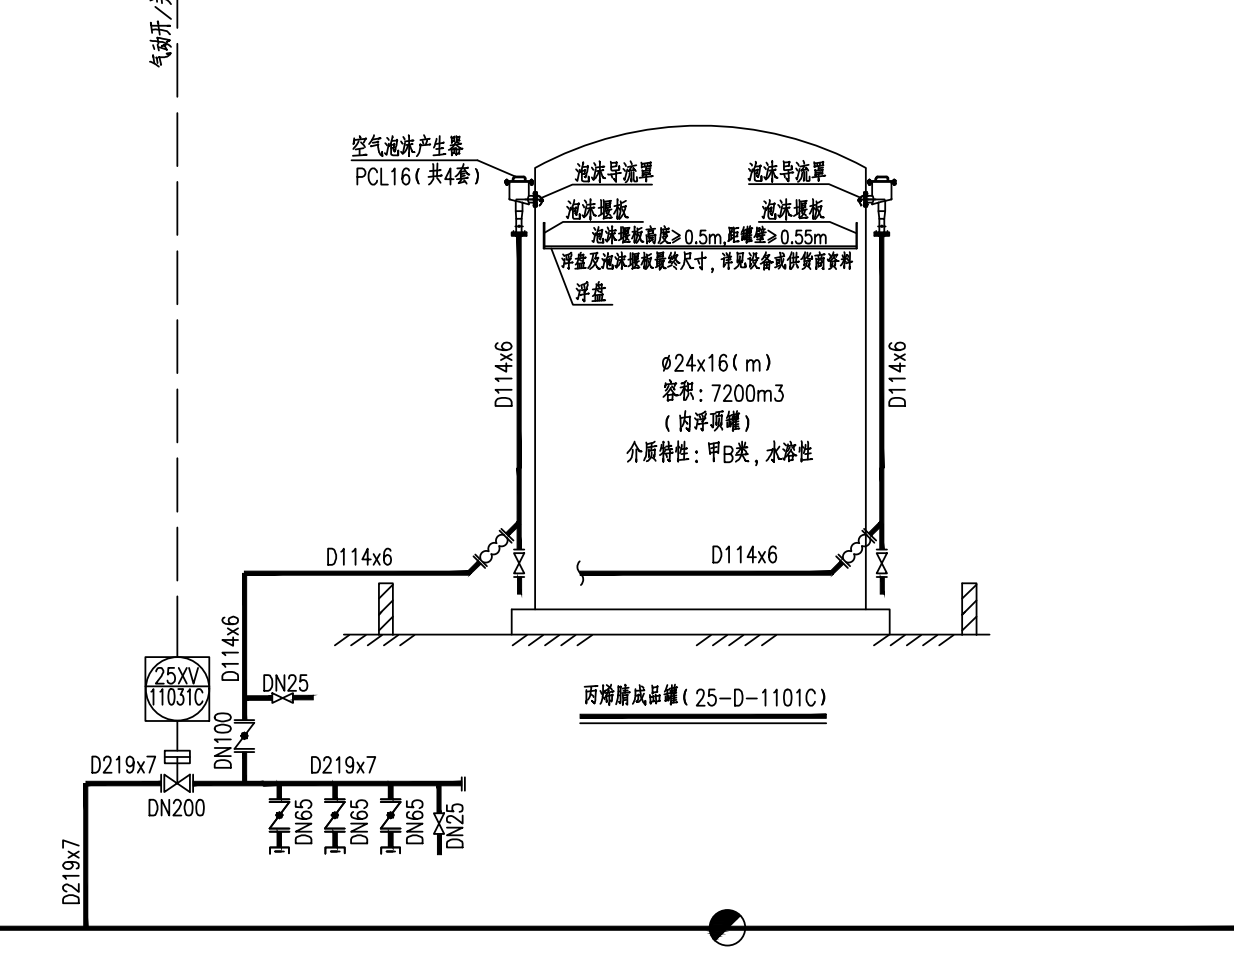 气动开/
空气泡沫产生器
PCL16(共4套)
泡沫导流罩
泡沫导流罩
泡沫堰板
泡沫堰板
泡沫堰板高度≥0.5m,距罐壁≥0.55m
浮盘及泡沫堰板最终尺寸,详见设备或供货商资料
浮盘
D114x6
D114x6
ø24x16(m)
容积:7200m3
(内浮顶罐)
介质特性:甲B类,水溶性
D114x6
D114x6
D114x6
25XV
11031C
DN25
丙烯腈成品罐(25-D-1101C)
DN100
D219x7
D219x7
DN200
DN65
DN65
DN65
DN25
D219x7